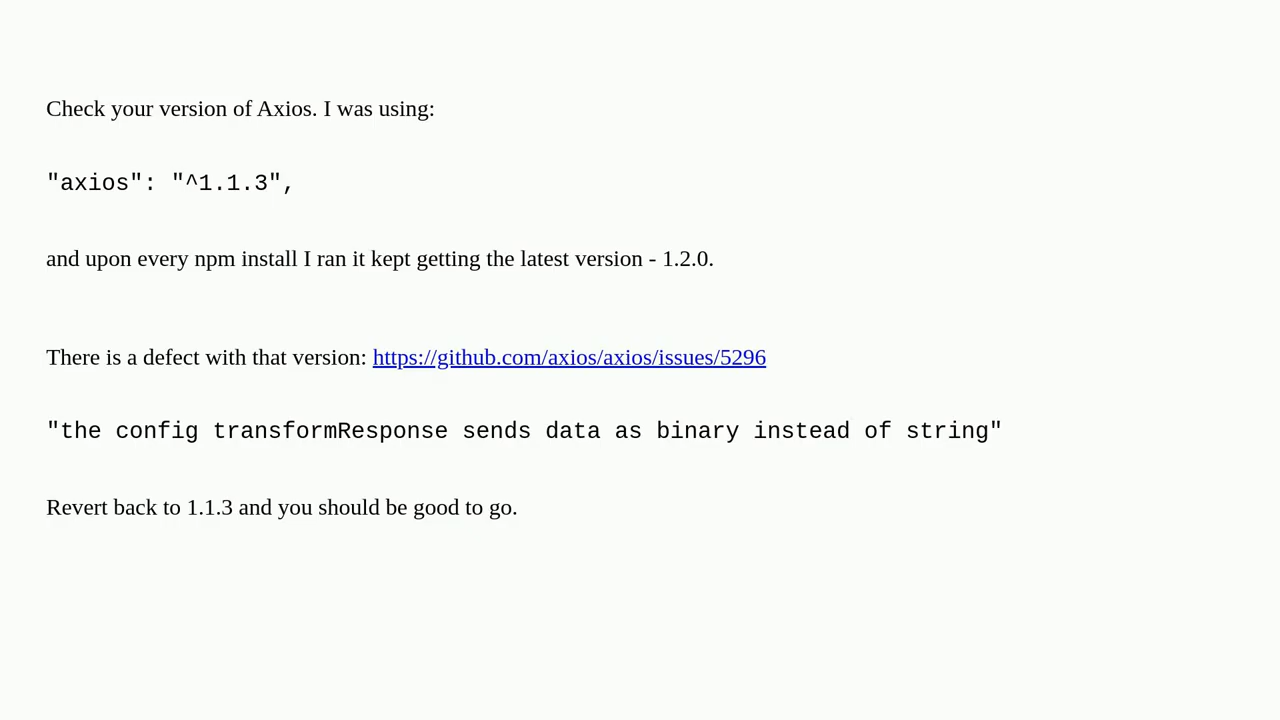 Check your version of Axios. I was using:
"axios": "^1.1.3",
and upon every npm install I ran it kept getting the latest version - 1.2.0.
There is a defect with that version: https://github.com/axios/axios/issues/5296
"the config transformResponse sends data as binary instead of string"
Revert back to 1.1.3 and you should be good to go.